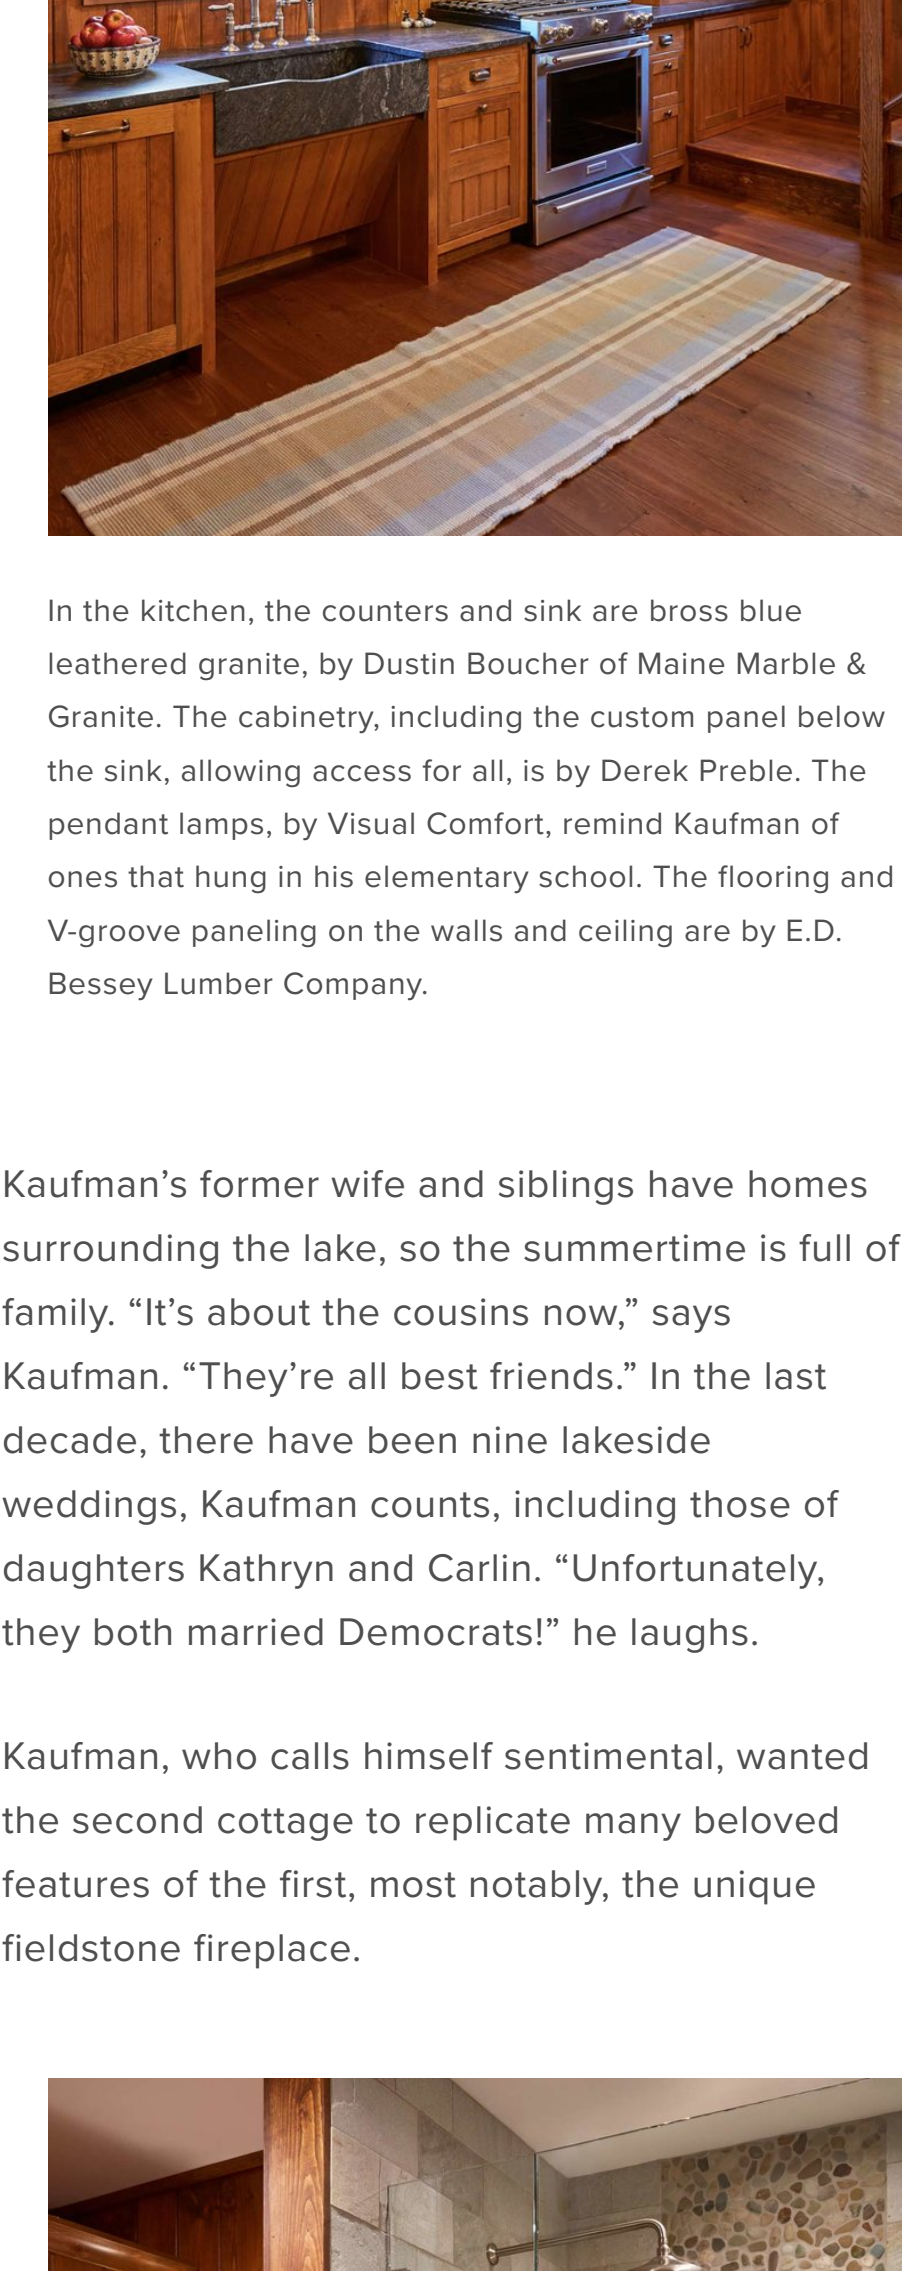 In the kitchen, the counters and sink are bross blue
leathered granite, by Dustin Boucher of Maine Marble &
Granite. The cabinetry, including the custom panel below
the sink, allowing access for all, is by Derek Preble. The
pendant lamps, by Visual Comfort, remind Kaufman of
ones that hung in his elementary school. The flooring and
V-groove paneling on the walls and ceiling are by E.D.
Bessey Lumber Company.
Kaufman’s former wife and siblings have homes
surrounding the lake, so the summertime is full of
family. “It’s about the cousins now,” says
Kaufman. “They’re all best friends.” In the last
decade, there have been nine lakeside
weddings, Kaufman counts, including those of
daughters Kathryn and Carlin. “Unfortunately,
they both married Democrats!” he laughs.
Kaufman, who calls himself sentimental, wanted
the second cottage to replicate many beloved
features of the first, most notably, the unique
fieldstone fireplace.